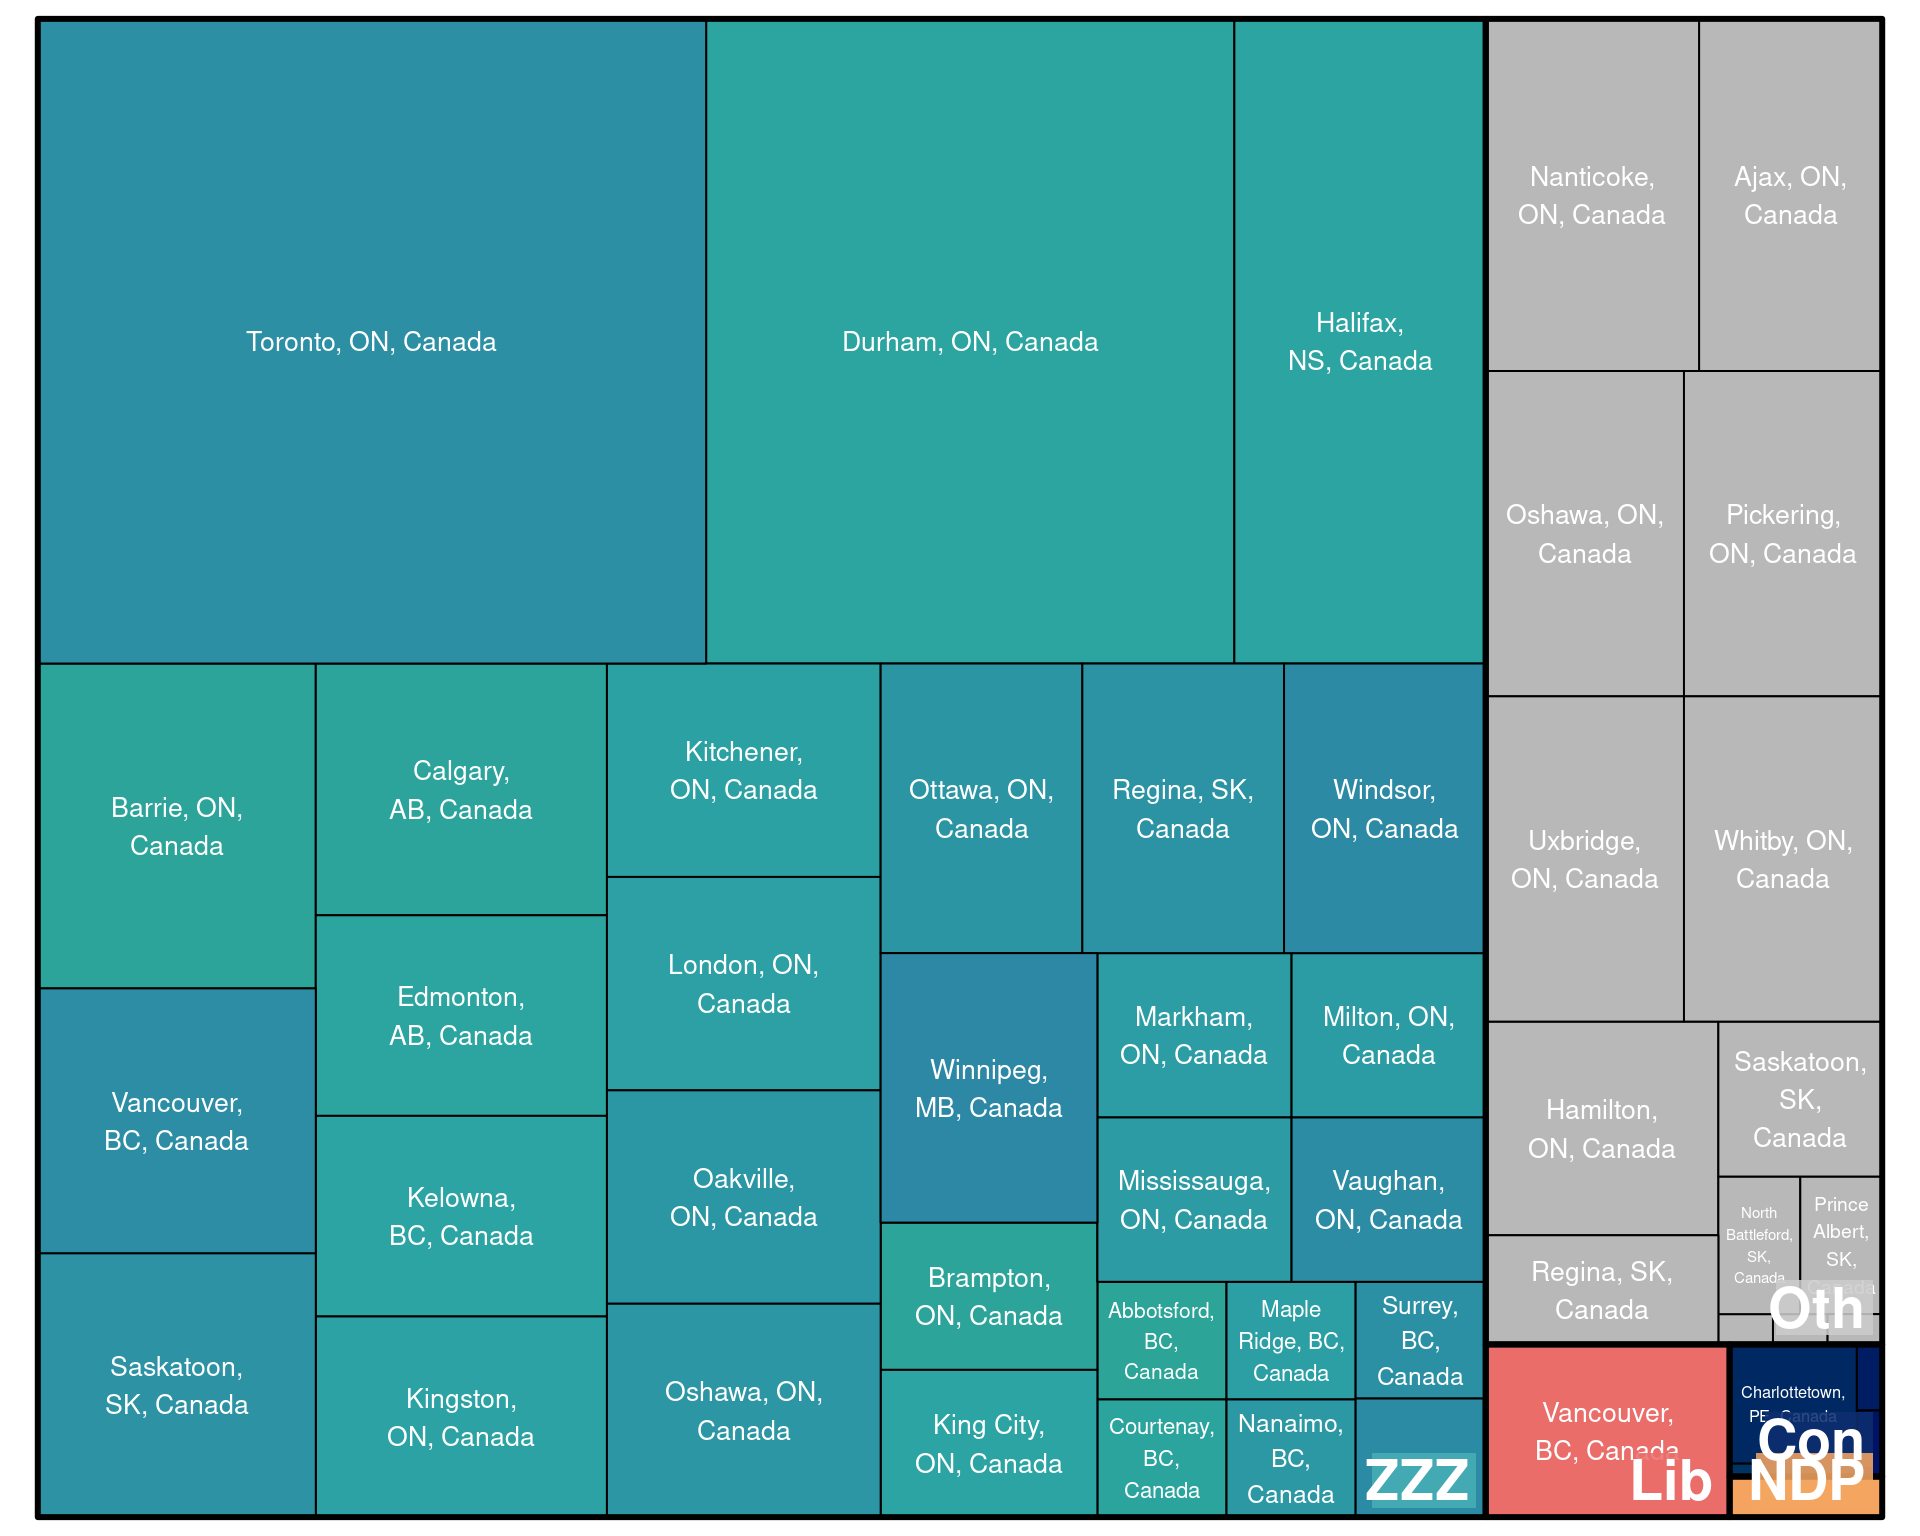 Toronto, ON, Canada
Durham, ON, Canada
Halifax,
NS, Canada
Barrie, ON,
Canada
Vancouver,
BC, Canada
Saskatoon,
SK, Canada
Calgary,
AB, Canada
Edmonton,
AB, Canada
Kelowna,
BC, Canada
Kingston,
ON, Canada
Kitchener,
ON, Canada
London, ON,
Canada
Oakville,
ON, Canada
Oshawa, ON,
Canada
Ottawa, ON,
Canada
Regina, SK,
Canada
Windsor,
ON, Canada
Winnipeg,
MB, Canada
Brampton,
ON, Canada
King City,
ON, Canada
Markham,
ON, Canada
Milton, ON,
Canada
Mississauga,
ON, Canada
Vaughan,
ON, Canada
Abbotsford,
BC,
Canada
Maple
Ridge, BC,
Canada
Surrey,
BC,
Canada
Courtenay,
BC,
Canada
Nanaimo,
BC,
Canada
ZZZ
Nanticoke,
ON, Canada
Ajax, ON,
Canada
Oshawa, ON,
Canada
Pickering,
ON, Canada
Uxbridge,
ON, Canada
Whitby, ON,
Canada
Hamilton,
ON, Canada
Regina, SK,
Canada
Saskatoon,
SK,
Canada
North
Battleford,
SK,
Canada
Prince
Albert,
SK,
Canada
Oth
Vancouver,
BC, Canada
Lib
Charlottetown,
PE, Canada
Con
NDP